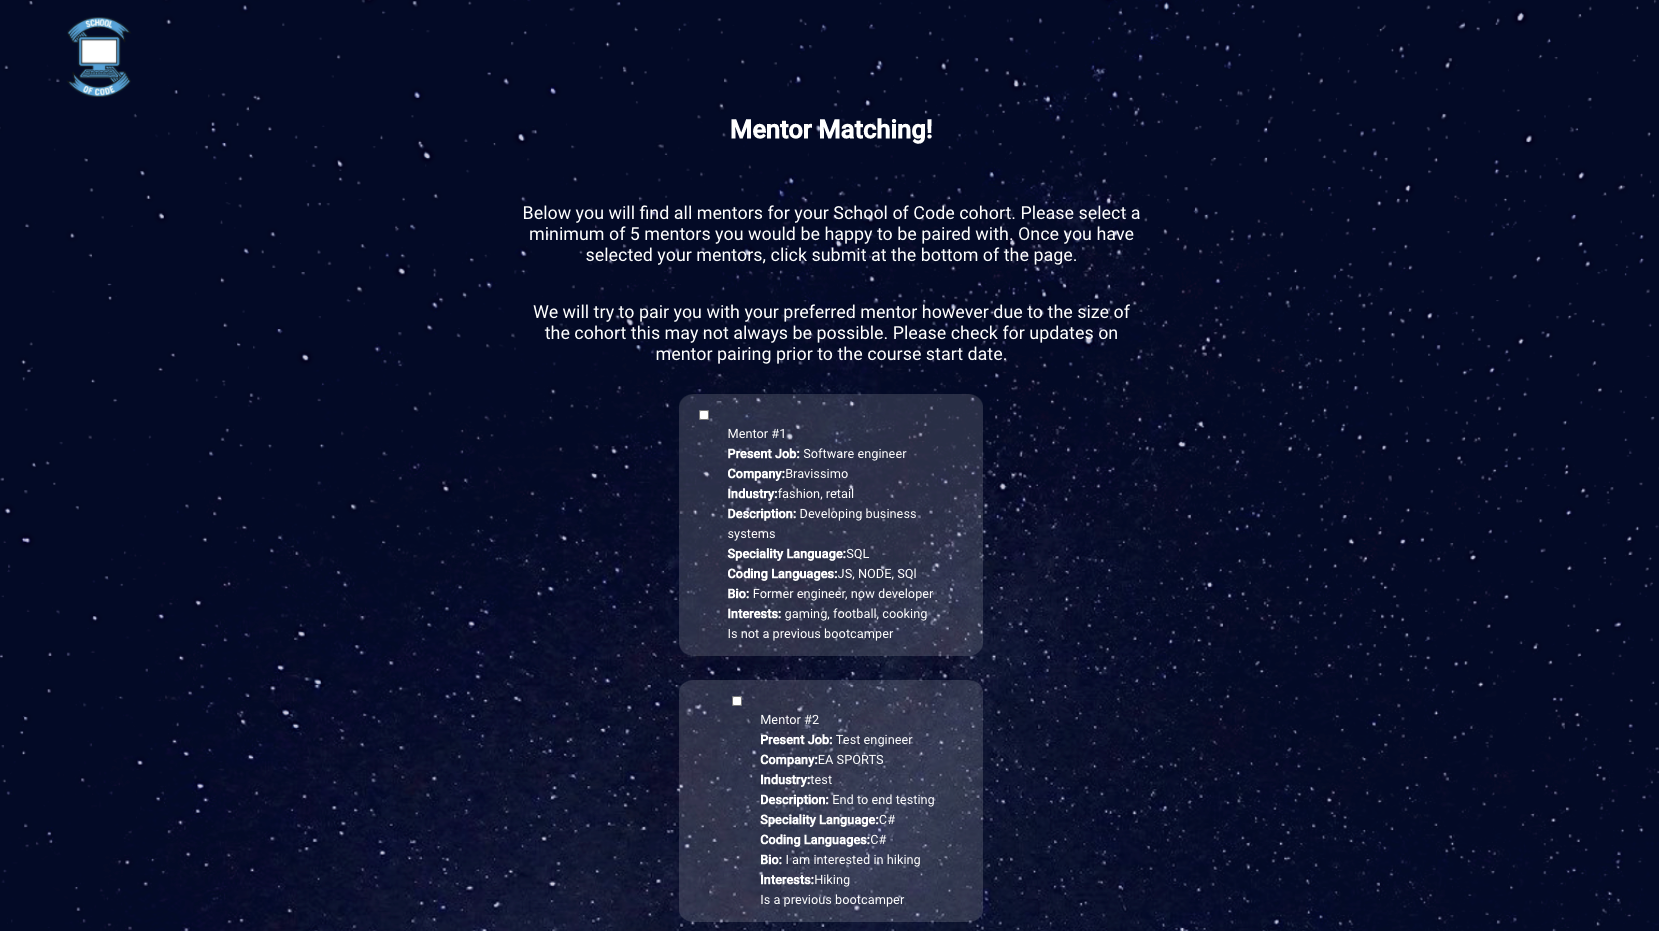 SCHOOL
OF CODE
Mentor Matching!
Below you will find all mentors for your School of Code cohort. Please select a
minimum of 5 mentors you would be happy to be paired with. Once you have
selected your mentors, click submit at the bottom of the page.
We will try to pair you with your preferred mentor however due to the size of
the cohort this may not always be possible. Please check for updates on
mentor pairing prior to the course start date.
Mentor #1
Present Job: Software engineer
Company:Bravissimo
Industry:fashion, retail
Description: Developing business
systems
Speciality Language:SQL
Coding Languages:JS, NODE, SQl
Bio: Former engineer, now developer
Interests: gaming, football, cooking
Is not a previous bootcamper
Mentor #2
Present Job: Test engineer
Company:EA SPORTS
Industry:test
Description: End to end testing
Speciality Language:C#
Coding Languages:C#
Bio: I am interested in hiking
Interests:Hiking
Is a previous bootcamper